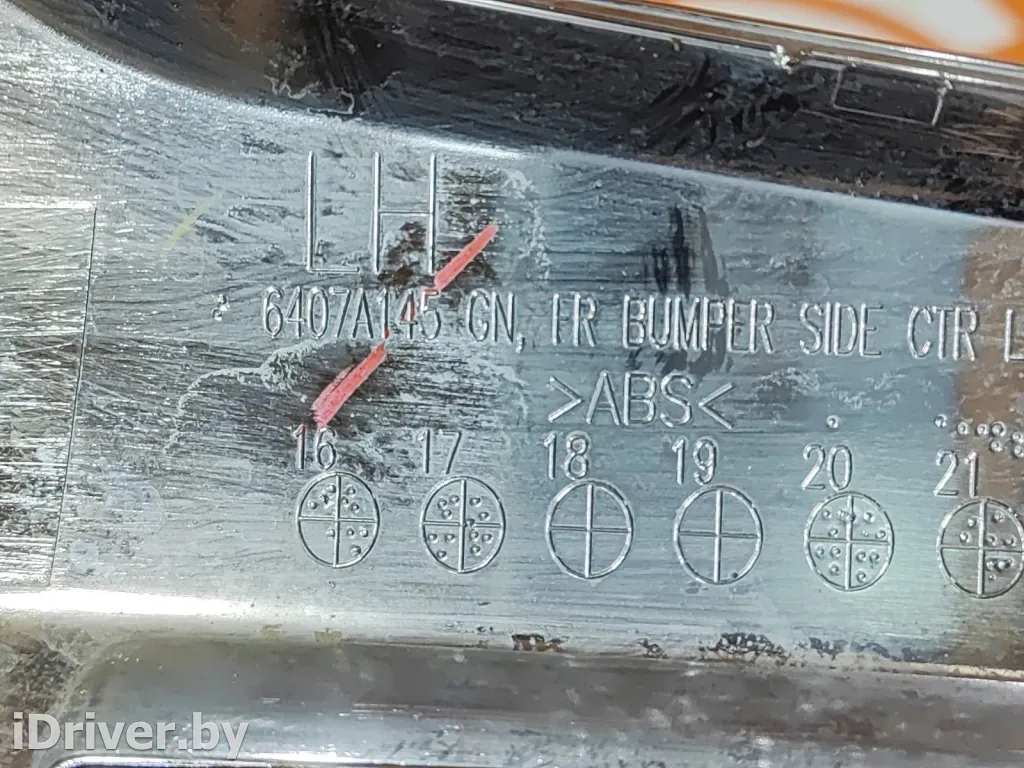 LH
6407A145 GN, FR BUMPER SIDE CTR L
>ABS<
16 17 18 19 20 21
iDriver.by